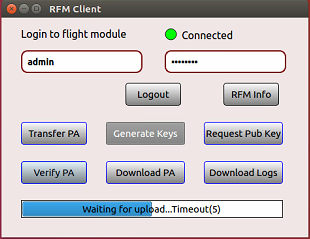 RFM Client
Login to flight module
Connected
admin
••••••••
Logout
RFM Info
Transfer PA
Generate Keys
Request Pub Key
Verify PA
Download PA
Download Logs
Waiting for upload...Timeout(5)